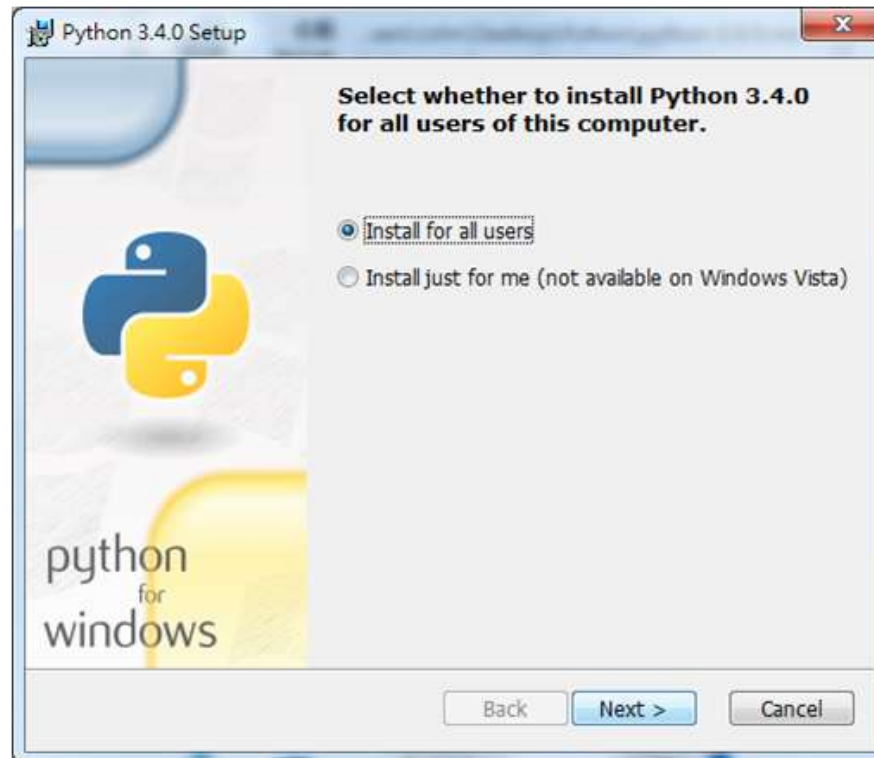 Python 3.4.0 Setup
Select whether to install Python 3.4.0
for all users of this computer.
Install for all users
Install just for me (not available on Windows Vista)
python
for
windows
Back
Next >
Cancel